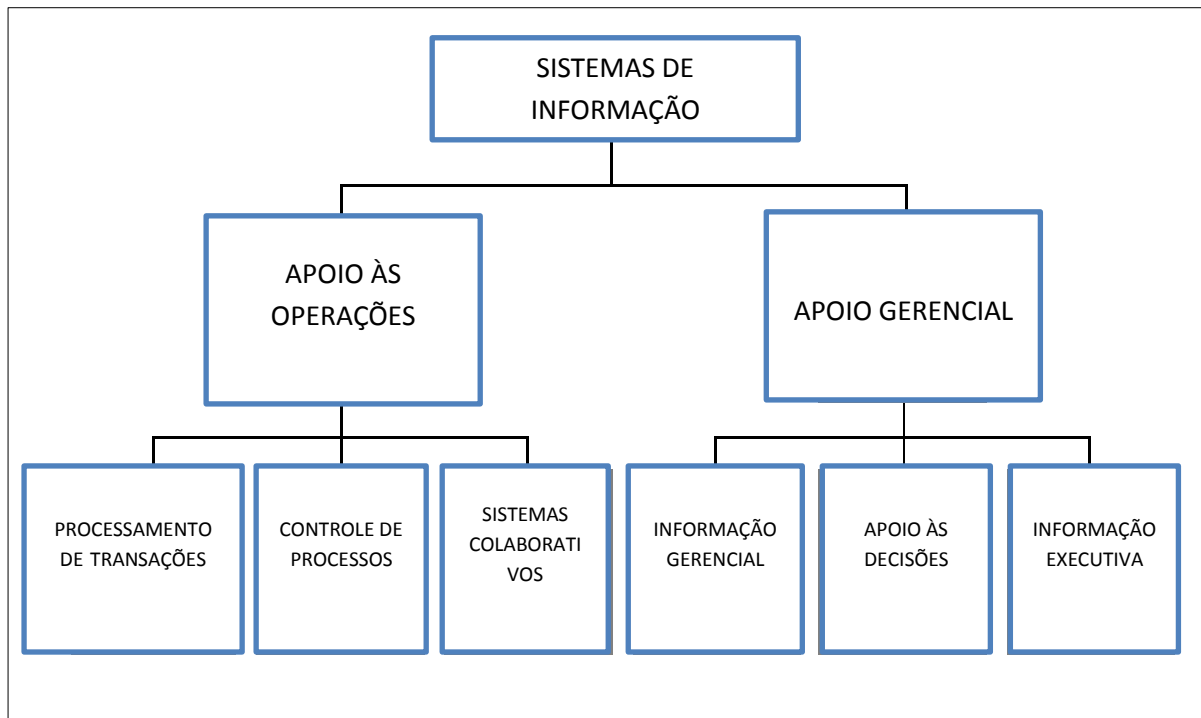 SISTEMAS DE
INFORMAÇÃO
APOIO ÀS
OPERAÇÕES
APOIO GERENCIAL
PROCESSAMENTO
DE TRANSAÇÕES
CONTROLE DE
PROCESSOS
SISTEMAS
COLABORATI
VOS
INFORMAÇÃO
GERENCIAL
APOIO ÀS
DECISÕES
INFORMAÇÃO
EXECUTIVA